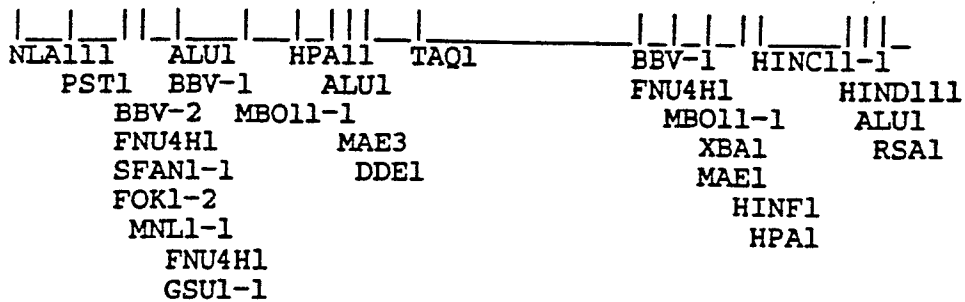 NLA111 ALU1 HPA11 TAQ1 BBV-1 HINC11-1
PST1 BBV-1 ALU1 FNU4H1 HIND111
BBV-2 MBO11-1 MBO11-1 ALU1
FNU4H1 MAE3 XBA1 RSA1
SFAN1-1 DDE1 MAE1
FOK1-2 HINF1
MNL1-1 HPA1
FNU4H1
GSU1-1